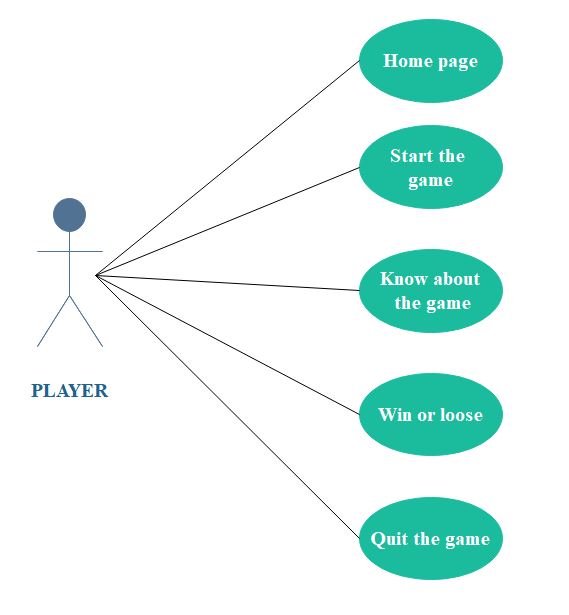 Home page
Start the
game
Know about
the game
PLAYER
Win or loose
Quit the game